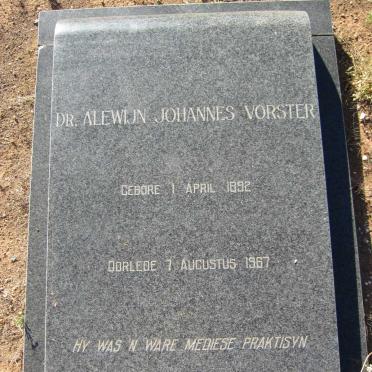 DR. ALEWIJN JOHANNES VORSTER
GEBORE 1 APRIL 1892
OORLEDE 7 AUGUSTUS 1967
HY WAS 'N WARE MEDIESE PRAKTISYN